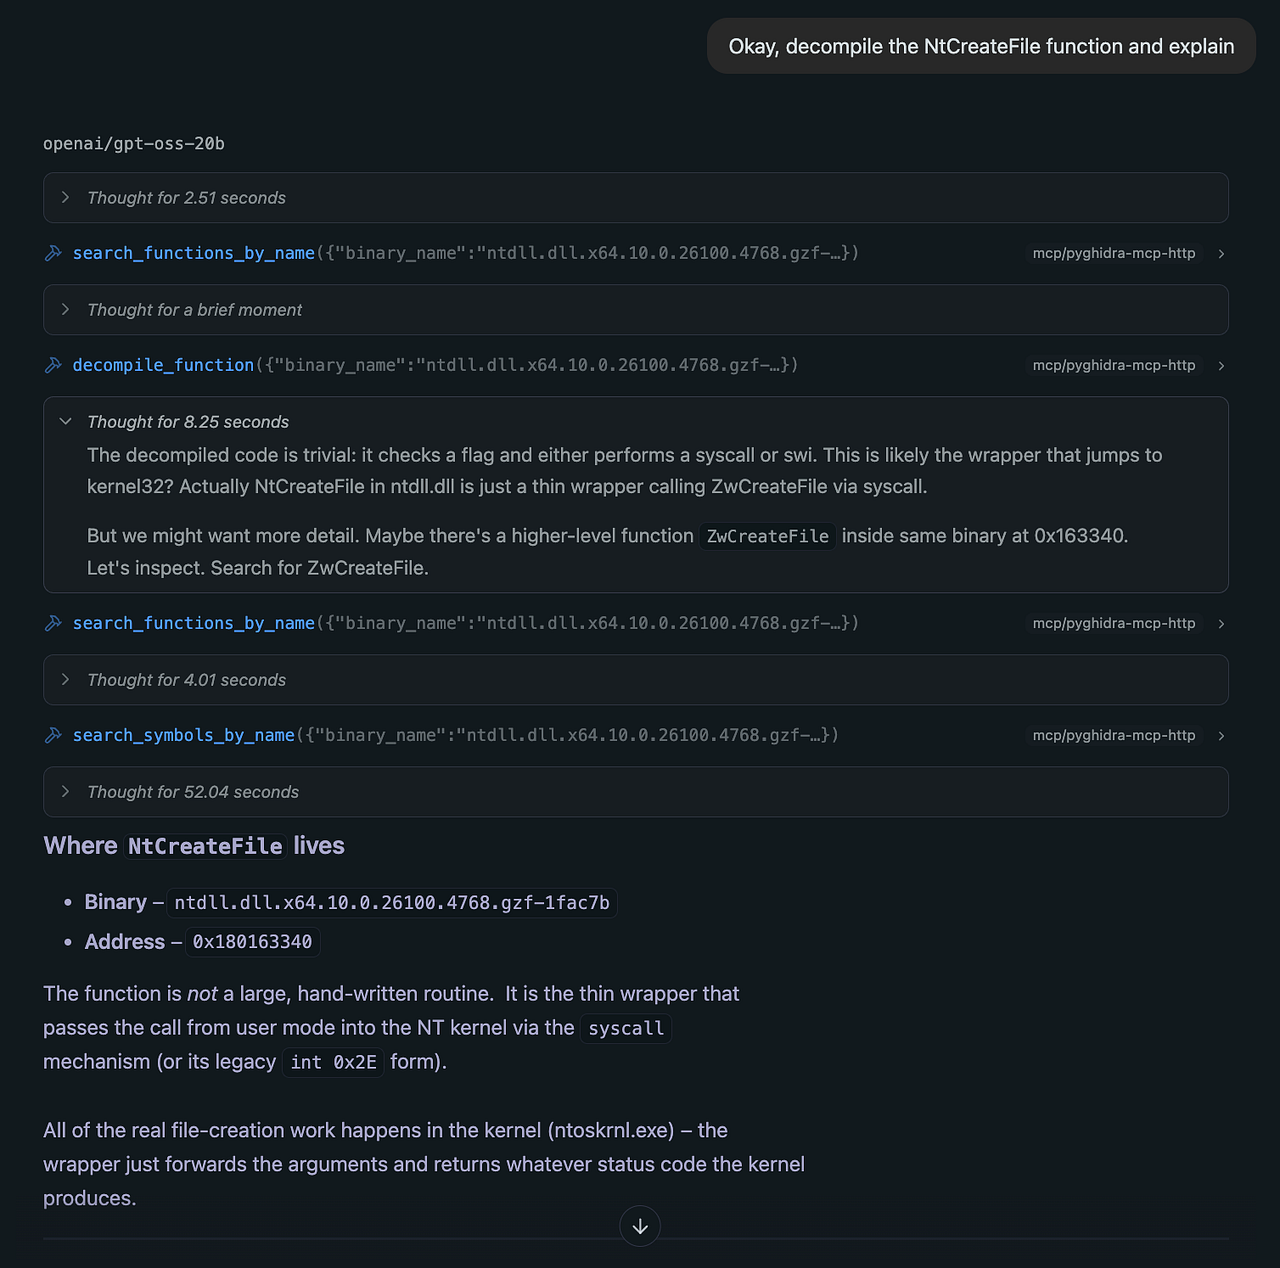 Okay, decompile the NtCreateFile function and explain
openai/gpt-oss-20b
Thought for 2.51 seconds
search_functions_by_name({"binary_name":"ntdll.dll.x64.10.0.26100.4768.gzf-…}) mcp/pyghidra-mcp-http
Thought for a brief moment
decompile_function({"binary_name":"ntdll.dll.x64.10.0.26100.4768.gzf-…}) mcp/pyghidra-mcp-http
Thought for 8.25 seconds
The decompiled code is trivial: it checks a flag and either performs a syscall or swi. This is likely the wrapper that jumps to
kernel32? Actually NtCreateFile in ntdll.dll is just a thin wrapper calling ZwCreateFile via syscall.
But we might want more detail. Maybe there's a higher-level function ZwCreateFile inside same binary at 0x163340.
Let's inspect. Search for ZwCreateFile.
search_functions_by_name({"binary_name":"ntdll.dll.x64.10.0.26100.4768.gzf-…}) mcp/pyghidra-mcp-http
Thought for 4.01 seconds
search_symbols_by_name({"binary_name":"ntdll.dll.x64.10.0.26100.4768.gzf-…}) mcp/pyghidra-mcp-http
Thought for 52.04 seconds
Where NtCreateFile lives
• Binary – ntdll.dll.x64.10.0.26100.4768.gzf-1fac7b
• Address – 0x180163340
The function is not a large, hand-written routine. It is the thin wrapper that
passes the call from user mode into the NT kernel via the syscall
mechanism (or its legacy int 0x2E form).
All of the real file-creation work happens in the kernel (ntoskrnl.exe) – the
wrapper just forwards the arguments and returns whatever status code the kernel
produces.